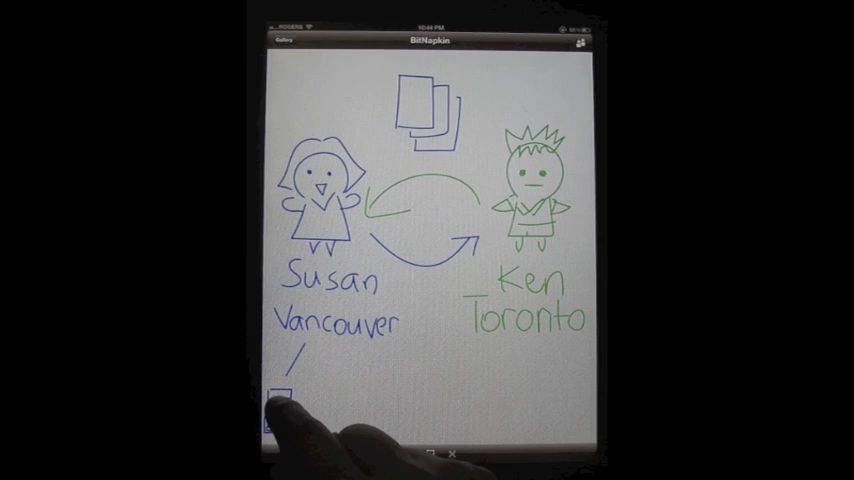 ROGERS 10:44 PM
Gallery BitNapkin
Susan Ken
Vancouver Toronto